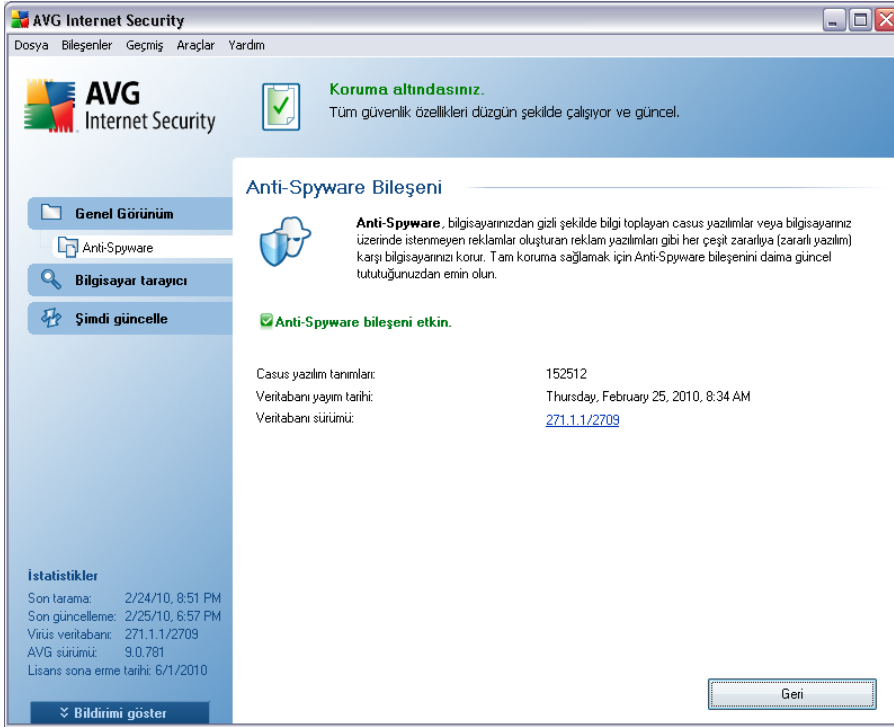 AVG Internet Security
Dosya Bileşenler Geçmiş Araçlar Yardım
AVG
Internet Security
Koruma altındasınız.
Tüm güvenlik özellikleri düzgün şekilde çalışıyor ve güncel.
Genel Görünüm
Anti-Spyware
Bilgisayar tarayıcı
Şimdi güncelle
Anti-Spyware Bileşeni
Anti-Spyware, bilgisayarınızdan gizli şekilde bilgi toplayan casus yazılımlar veya bilgisayarınız
üzerinde istenmeyen reklamlar oluşturan reklam yazılımları gibi her çeşit zararlıya (zararlı yazılım)
karşı bilgisayarınızı korur. Tam koruma sağlamak için Anti-Spyware bileşenini daima güncel
tututuğunuzdan emin olun.
Anti-Spyware bileşeni etkin.
Casus yazılım tanımları: 152512
Veritabanı yayım tarihi: Thursday, February 25, 2010, 8:34 AM
Veritabanı sürümü: 271.1.1/2709
İstatistikler
Son tarama: 2/24/10, 8:51 PM
Son güncelleme: 2/25/10, 6:57 PM
Virüs veritabanı: 271.1.1/2709
AVG sürümü: 9.0.781
Lisans sona erme tarihi: 6/1/2010
Bildirimi göster
Geri